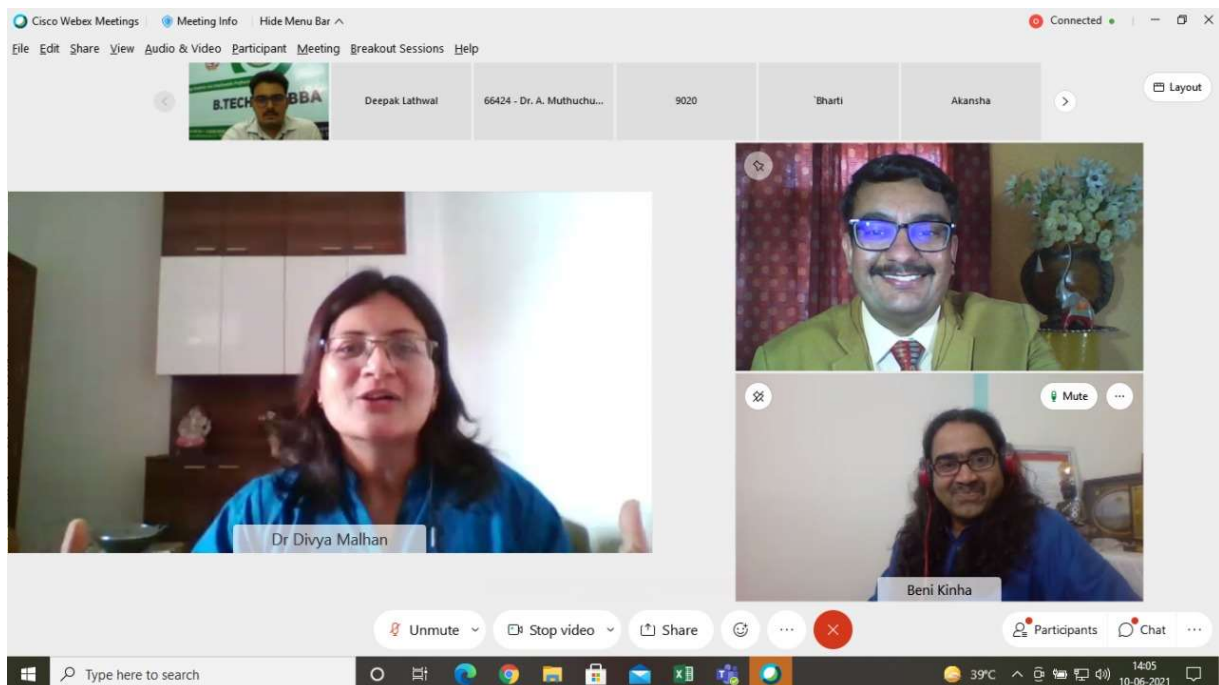 Cisco Webex Meetings Meeting Info Hide Menu Bar
Connected
File Edit Share View Audio & Video Participant Meeting Breakout Sessions Help
B.TECH BBA
Deepak Lathwal
66424 - Dr. A. Muthuchu...
9020
`Bharti
Akansha
Layout
Mute
Dr Divya Malhan
Beni Kinha
Unmute Stop video Share Participants Chat
Type here to search
39°C
14:05
10-06-2021